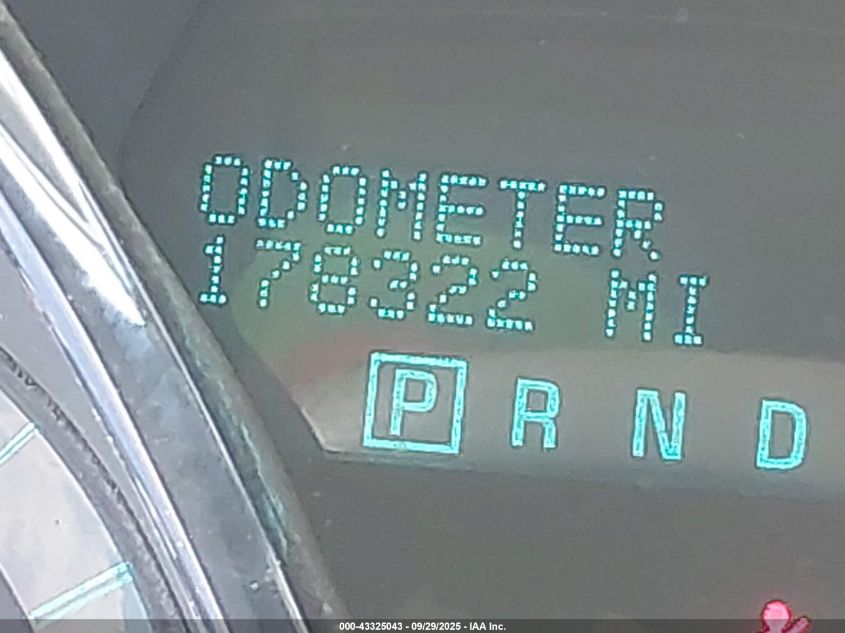 ODOMETER
178322 MI
P R N D
000-43325043 - 09/29/2025 - IAA Inc.